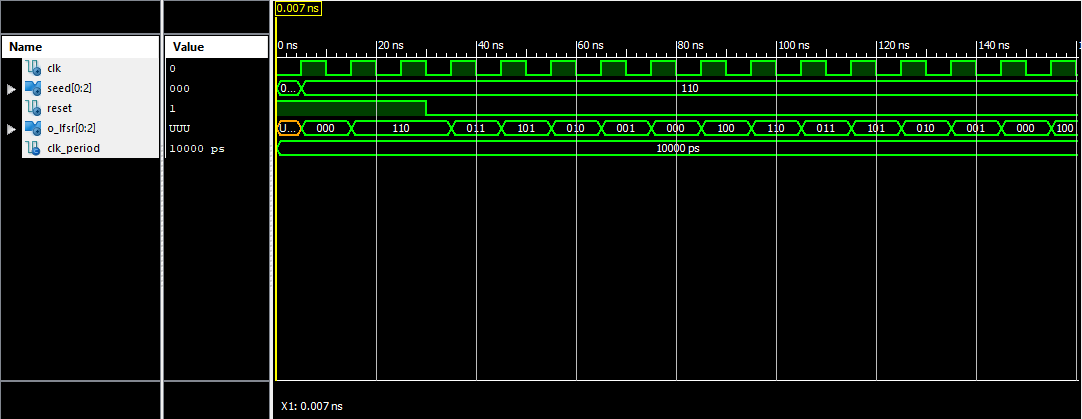 0.007 ns
Name Value
0 ns 20 ns 40 ns 60 ns 80 ns 100 ns 120 ns 140 ns 1
clk 0
seed[0:2] 000 0... 110
reset 1
o_lfsr[0:2] UUU U... 000 110 011 101 010 001 000 100 110 011 101 010 001 000 100
clk_period 10000 ps 10000 ps
X1: 0.007 ns